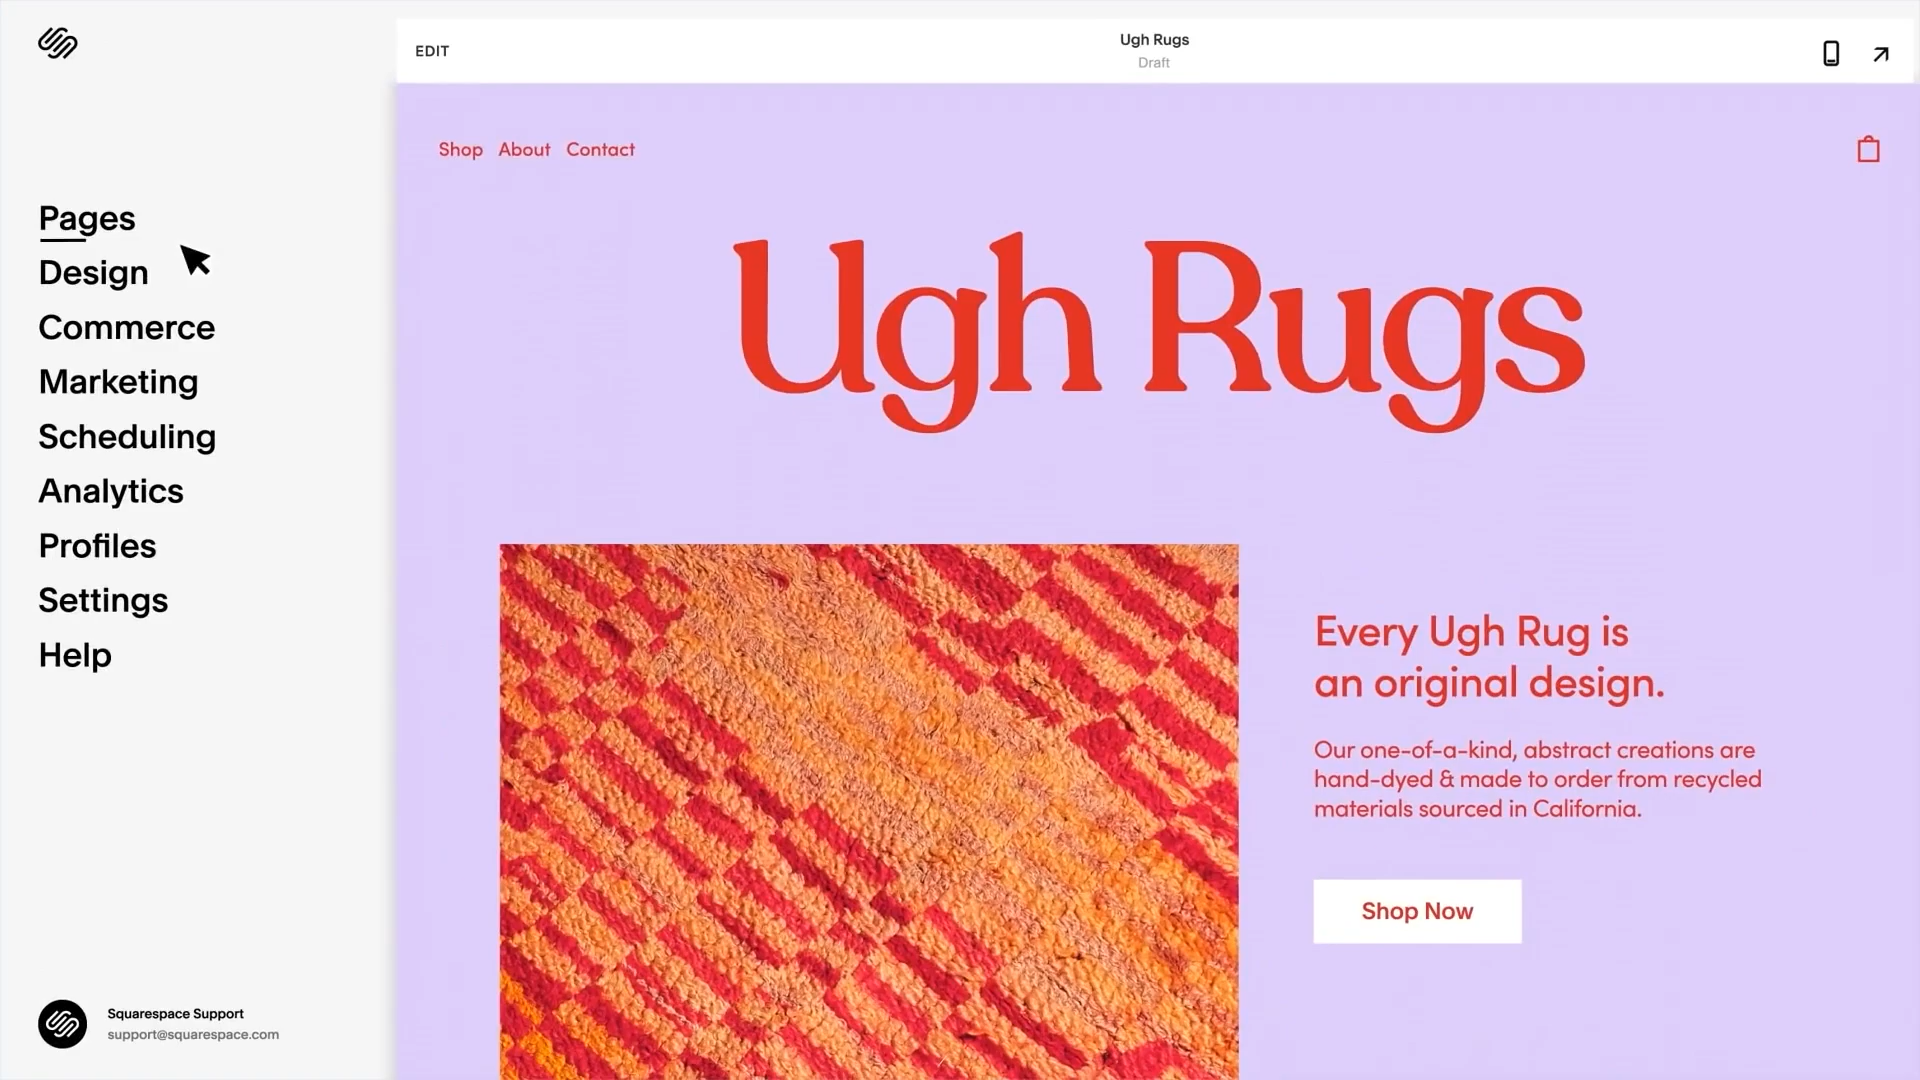 EDIT
Ugh Rugs
Draft
Pages
Design
Commerce
Marketing
Scheduling
Analytics
Profiles
Settings
Help
Squarespace Support
support@squarespace.com
Shop About Contact
Ugh Rugs
Every Ugh Rug is
an original design.
Our one-of-a-kind, abstract creations are
hand-dyed & made to order from recycled
materials sourced in California.
Shop Now